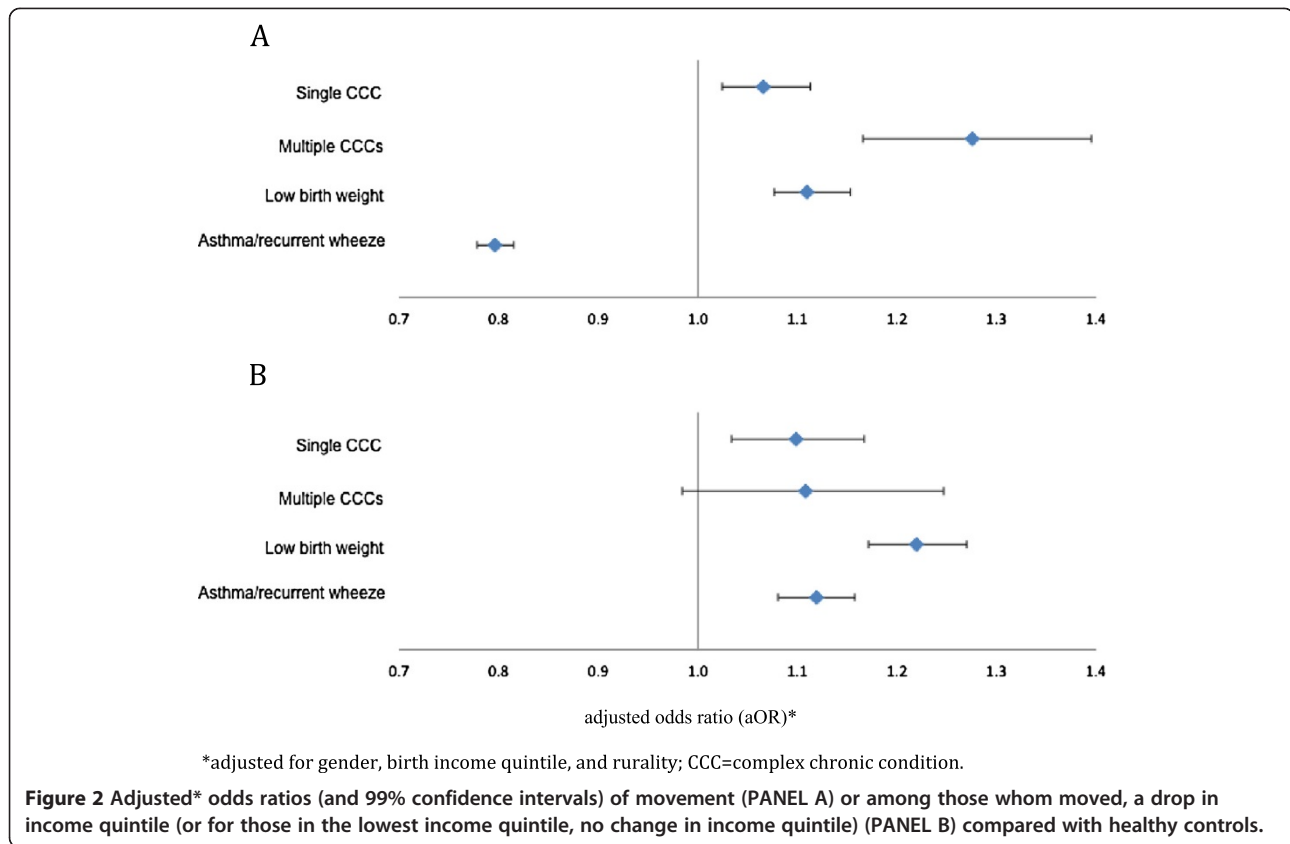 A
Single CCC
Multiple CCCs
Low birth weight
Asthma/recurrent wheeze
0.7 0.8 0.9 1.0 1.1 1.2 1.3 1.4
B
Single CCC
Multiple CCCs
Low birth weight
Asthma/recurrent wheeze
0.7 0.8 0.9 1.0 1.1 1.2 1.3 1.4
adjusted odds ratio (aOR)*
*adjusted for gender, birth income quintile, and rurality; CCC=complex chronic condition.
Figure 2 Adjusted* odds ratios (and 99% confidence intervals) of movement (PANEL A) or among those whom moved, a drop in
income quintile (or for those in the lowest income quintile, no change in income quintile) (PANEL B) compared with healthy controls.